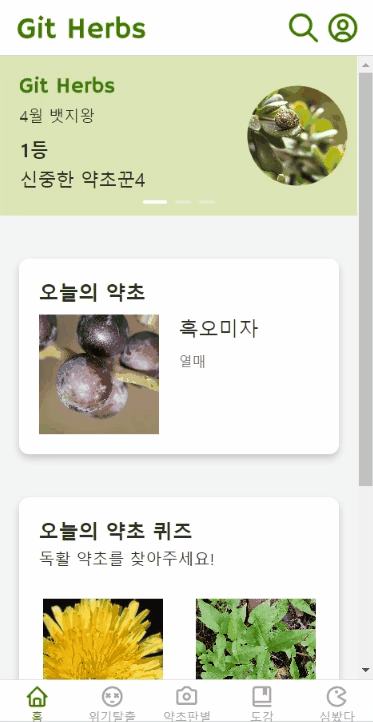 Git Herbs
Git Herbs
4월 뱃지왕
1등
신중한 약초꾼4
오늘의 약초
흑오미자
열매
오늘의 약초 퀴즈
독활 약초를 찾아주세요!
홈 위기탈출 약초판별 도감 심봤다